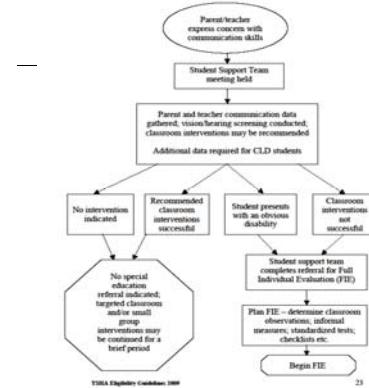 Parent/teacher
express concern with
communication skills
Student Support Team
meeting held
Parent and teacher communication data
gathered; vision/hearing screening conducted;
classroom interventions may be recommended
Additional data required for CLD students
No intervention
indicated
Recommended
classroom
interventions
successful
Student presents
with an obvious
disability
Classroom
interventions
not
successful
No special
education
referral indicated;
targeted classroom
and/or small
group
interventions
may be
continued for a
brief period
Student support team
completes referral for Full
Individual Evaluation (FIE)
Plan FIE – determine classroom
observations; informal
measures; standardized tests;
checklists etc.
Begin FIE
TSHA Eligibility Guidelines 2009
23